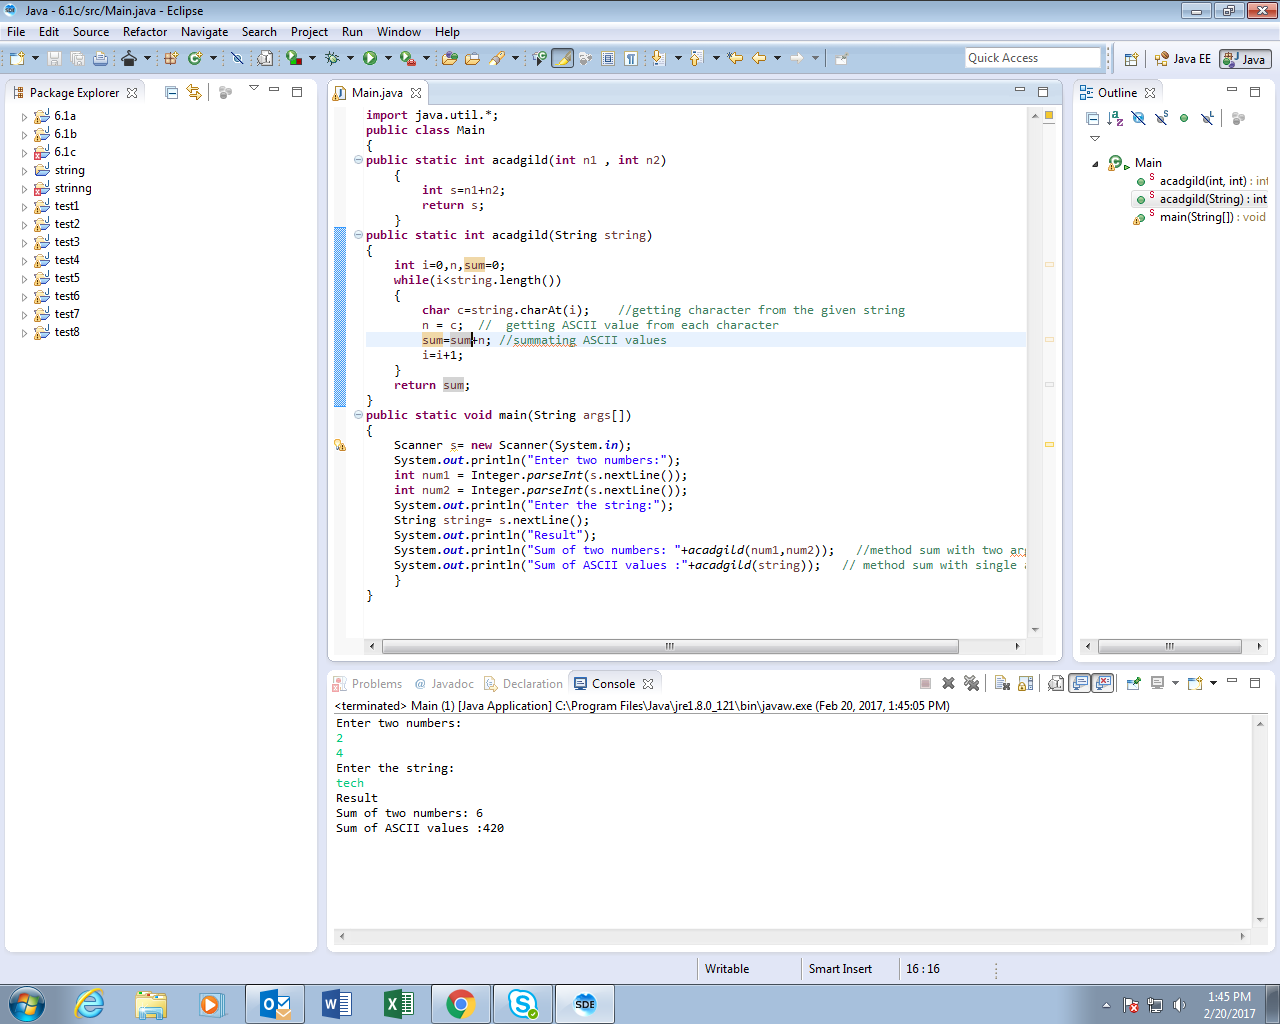 Java - 6.1c/src/Main.java - Eclipse
File Edit Source Refactor Navigate Search Project Run Window Help
Quick Access
Java EE
Java
Package Explorer
6.1a
6.1b
6.1c
string
strinng
test1
test2
test3
test4
test5
test6
test7
test8
Main.java
import java.util.*;
public class Main
{
public static int acadgild(int n1 , int n2)
{
int s=n1+n2;
return s;
}
public static int acadgild(String string)
{
int i=0,n,sum=0;
while(i<string.length())
{
char c=string.charAt(i); //getting character from the given string
n = c; // getting ASCII value from each character
sum=sum+n; //summating ASCII values
i=i+1;
}
return sum;
}
public static void main(String args[])
{
Scanner s= new Scanner(System.in);
System.out.println("Enter two numbers:");
int num1 = Integer.parseInt(s.nextLine());
int num2 = Integer.parseInt(s.nextLine());
System.out.println("Enter the string:");
String string= s.nextLine();
System.out.println("Result");
System.out.println("Sum of two numbers: "+acadgild(num1,num2)); //method sum with two
System.out.println("Sum of ASCII values :"+acadgild(string)); // method sum with single
}
}
Outline
Main
acadgild(int, int) : int
acadgild(String) : int
main(String[]) : void
Problems @ Javadoc Declaration Console
<terminated> Main (1) [Java Application] C:\Program Files\Java\jre1.8.0_121\bin\javaw.exe (Feb 20, 2017, 1:45:05 PM)
Enter two numbers:
2
4
Enter the string:
tech
Result
Sum of two numbers: 6
Sum of ASCII values :420
Writable
Smart Insert
16 : 16
SDE
1:45 PM
2/20/2017